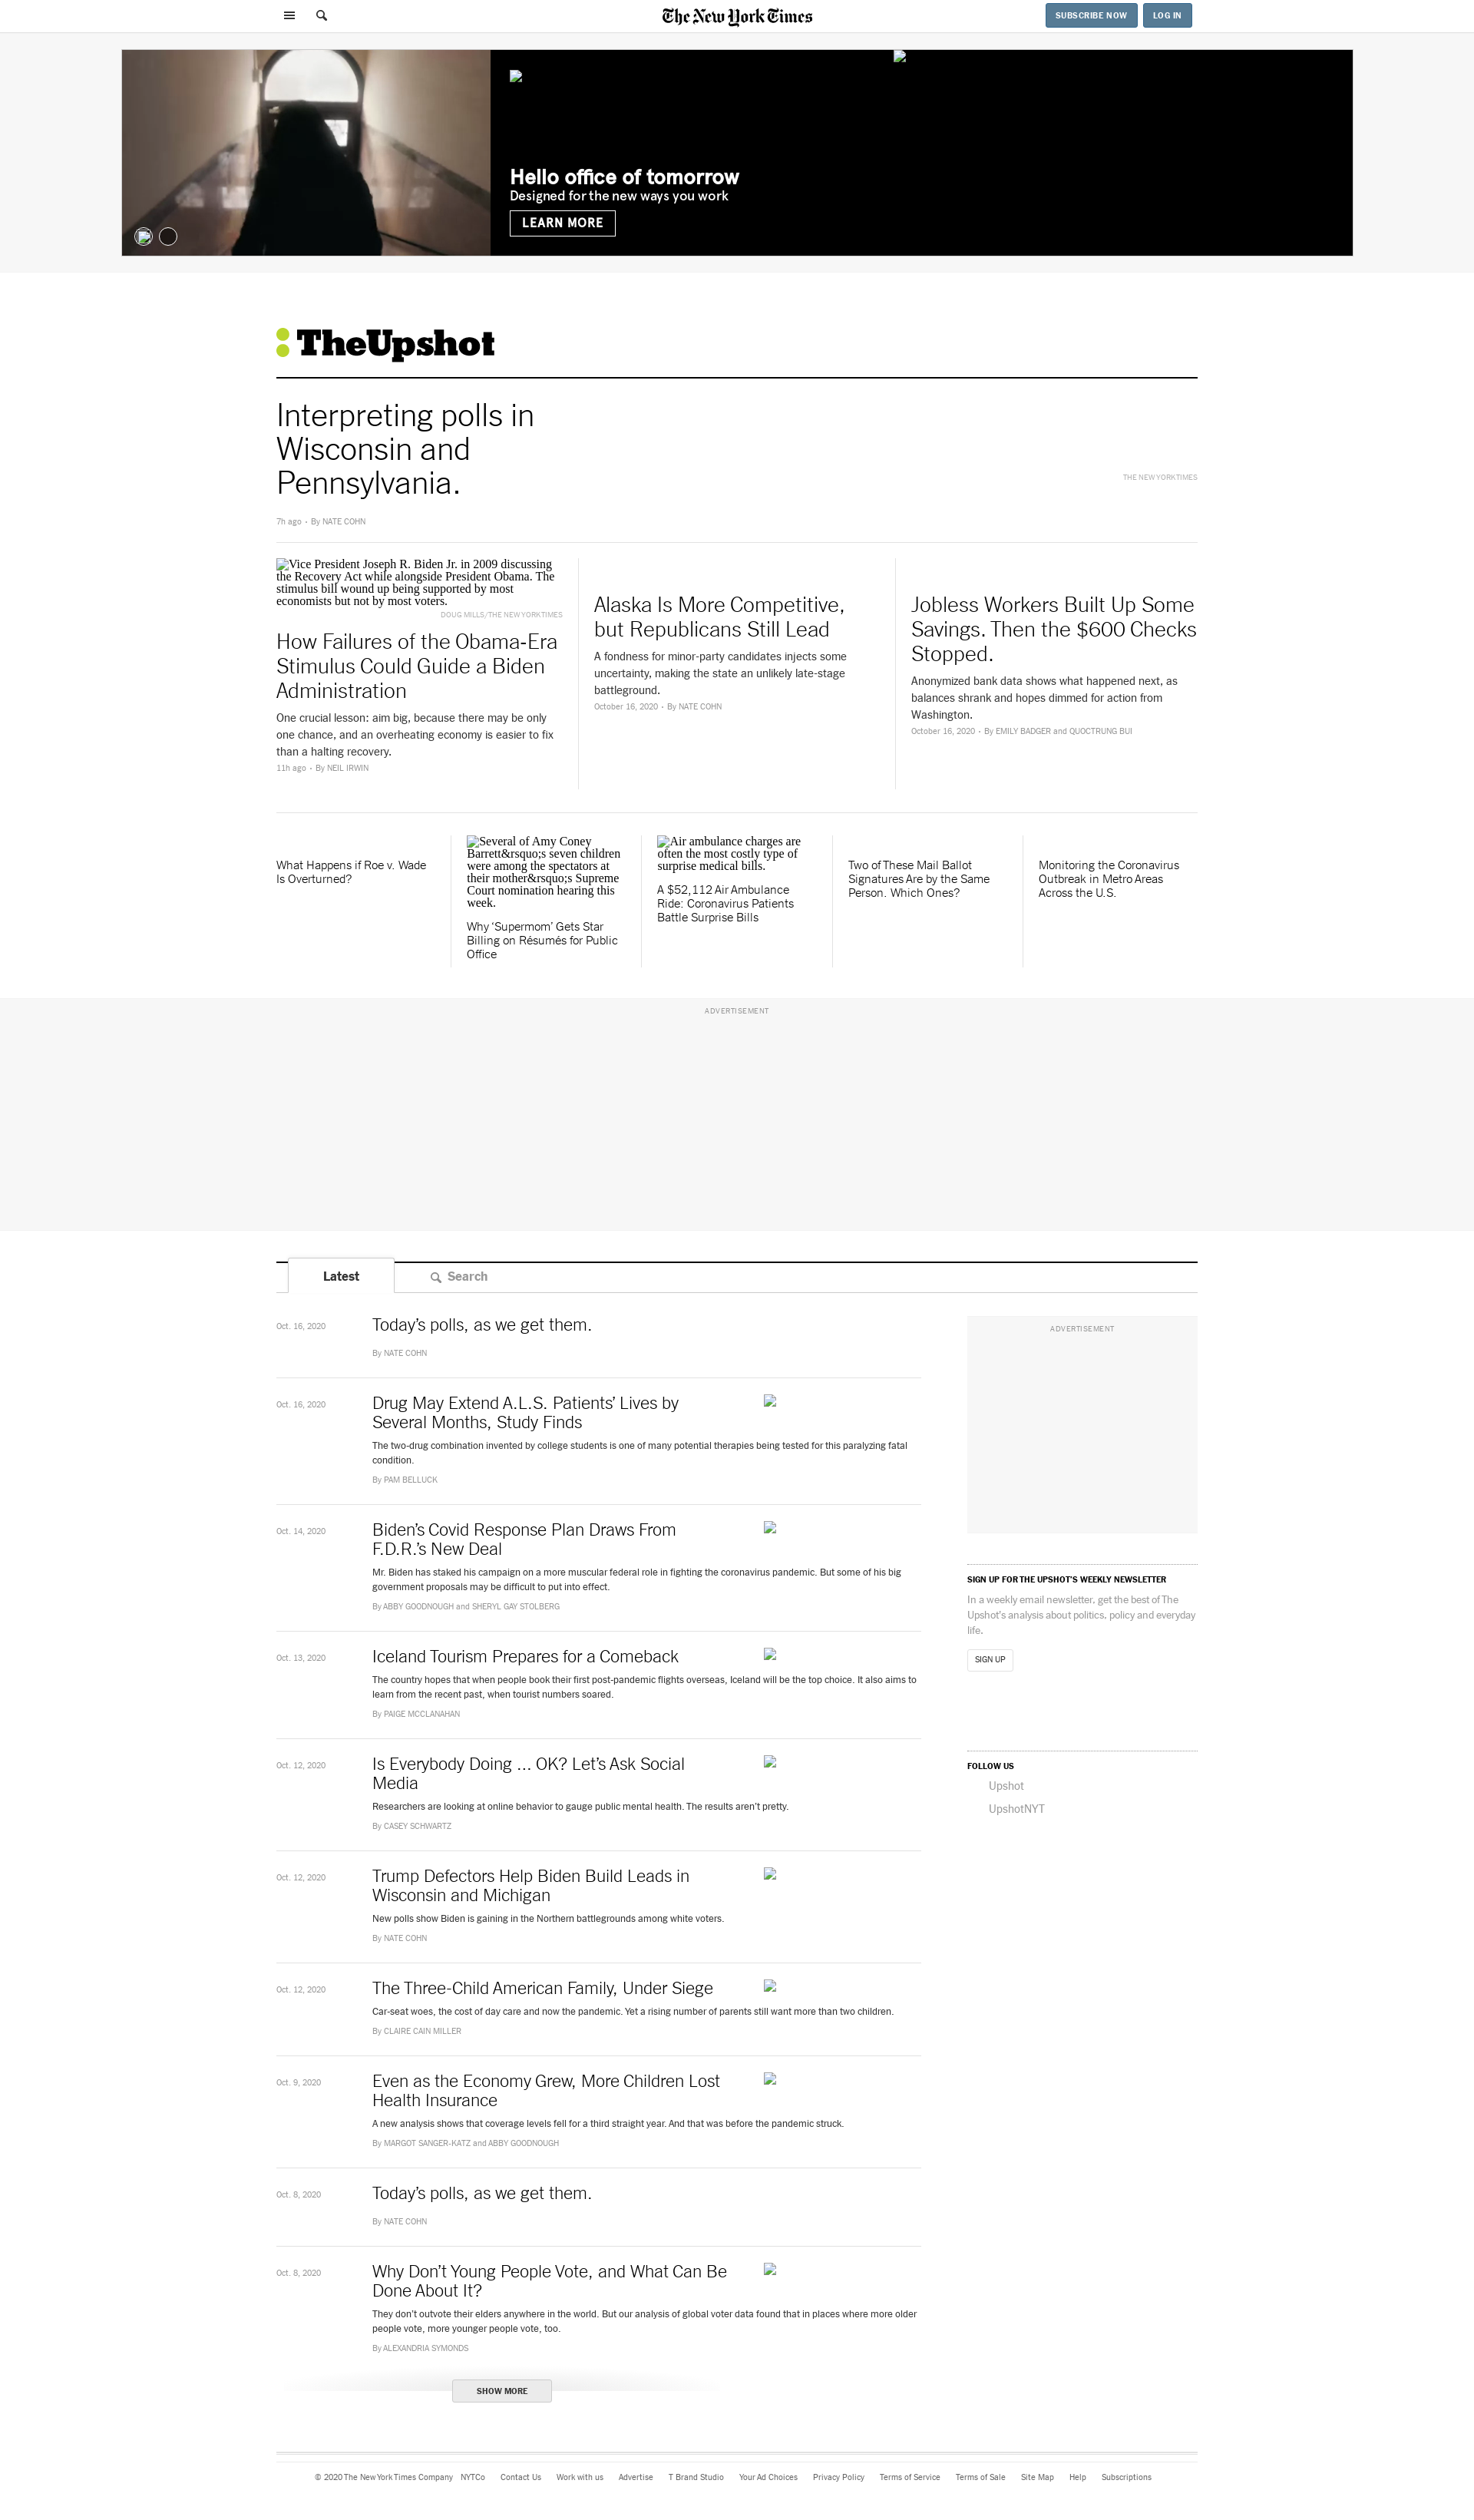 The New York Times
SUBSCRIBE NOW
LOG IN
Hello office of tomorrow
Designed for the new ways you work
LEARN MORE
TheUpshot
Interpreting polls in
Wisconsin and
Pennsylvania.
THE NEW YORK TIMES
7h ago • By NATE COHN
Vice President Joseph R. Biden Jr. in 2009 discussing
the Recovery Act while alongside President Obama. The
stimulus bill wound up being supported by most
economists but not by most voters.
DOUG MILLS/THE NEW YORK TIMES
How Failures of the Obama-Era
Stimulus Could Guide a Biden
Administration
One crucial lesson: aim big, because there may be only
one chance, and an overheating economy is easier to fix
than a halting recovery.
11h ago • By NEIL IRWIN
Alaska Is More Competitive,
but Republicans Still Lead
A fondness for minor-party candidates injects some
uncertainty, making the state an unlikely late-stage
battleground.
October 16, 2020 • By NATE COHN
Jobless Workers Built Up Some
Savings. Then the $600 Checks
Stopped.
Anonymized bank data shows what happened next, as
balances shrank and hopes dimmed for action from
Washington.
October 16, 2020 • By EMILY BADGER and QUOCTRUNG BUI
What Happens if Roe v. Wade
Is Overturned?
Several of Amy Coney
Barrett&rsquo;s seven children
were among the spectators at
their mother&rsquo;s Supreme
Court nomination hearing this
week.
Why ‘Supermom’ Gets Star
Billing on Résumés for Public
Office
Air ambulance charges are
often the most costly type of
surprise medical bills.
A $52,112 Air Ambulance
Ride: Coronavirus Patients
Battle Surprise Bills
Two of These Mail Ballot
Signatures Are by the Same
Person. Which Ones?
Monitoring the Coronavirus
Outbreak in Metro Areas
Across the U.S.
ADVERTISEMENT
Latest
Search
Oct. 16, 2020
Today’s polls, as we get them.
By NATE COHN
Oct. 16, 2020
Drug May Extend A.L.S. Patients’ Lives by
Several Months, Study Finds
The two-drug combination invented by college students is one of many potential therapies being tested for this paralyzing fatal
condition.
By PAM BELLUCK
Oct. 14, 2020
Biden’s Covid Response Plan Draws From
F.D.R.’s New Deal
Mr. Biden has staked his campaign on a more muscular federal role in fighting the coronavirus pandemic. But some of his big
government proposals may be difficult to put into effect.
By ABBY GOODNOUGH and SHERYL GAY STOLBERG
Oct. 13, 2020
Iceland Tourism Prepares for a Comeback
The country hopes that when people book their first post-pandemic flights overseas, Iceland will be the top choice. It also aims to
learn from the recent past, when tourist numbers soared.
By PAIGE MCCLANAHAN
Oct. 12, 2020
Is Everybody Doing ... OK? Let’s Ask Social
Media
Researchers are looking at online behavior to gauge public mental health. The results aren’t pretty.
By CASEY SCHWARTZ
Oct. 12, 2020
Trump Defectors Help Biden Build Leads in
Wisconsin and Michigan
New polls show Biden is gaining in the Northern battlegrounds among white voters.
By NATE COHN
Oct. 12, 2020
The Three-Child American Family, Under Siege
Car-seat woes, the cost of day care and now the pandemic. Yet a rising number of parents still want more than two children.
By CLAIRE CAIN MILLER
Oct. 9, 2020
Even as the Economy Grew, More Children Lost
Health Insurance
A new analysis shows that coverage levels fell for a third straight year. And that was before the pandemic struck.
By MARGOT SANGER-KATZ and ABBY GOODNOUGH
Oct. 8, 2020
Today’s polls, as we get them.
By NATE COHN
Oct. 8, 2020
Why Don’t Young People Vote, and What Can Be
Done About It?
They don’t outvote their elders anywhere in the world. But our analysis of global voter data found that in places where more older
people vote, more younger people vote, too.
By ALEXANDRIA SYMONDS
SHOW MORE
ADVERTISEMENT
SIGN UP FOR THE UPSHOT’S WEEKLY NEWSLETTER
In a weekly email newsletter, get the best of The
Upshot’s analysis about politics, policy and everyday
life.
SIGN UP
FOLLOW US
Upshot
UpshotNYT
© 2020 The New York Times Company NYTCo Contact Us Work with us Advertise T Brand Studio Your Ad Choices Privacy Policy Terms of Service Terms of Sale Site Map Help Subscriptions